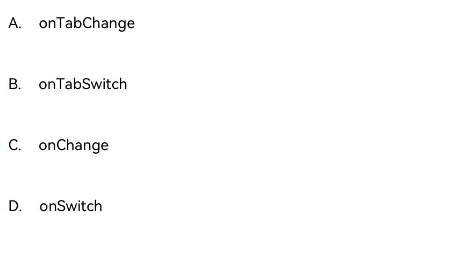 A. onTabChange
B. onTabSwitch
C. onChange
D. onSwitch